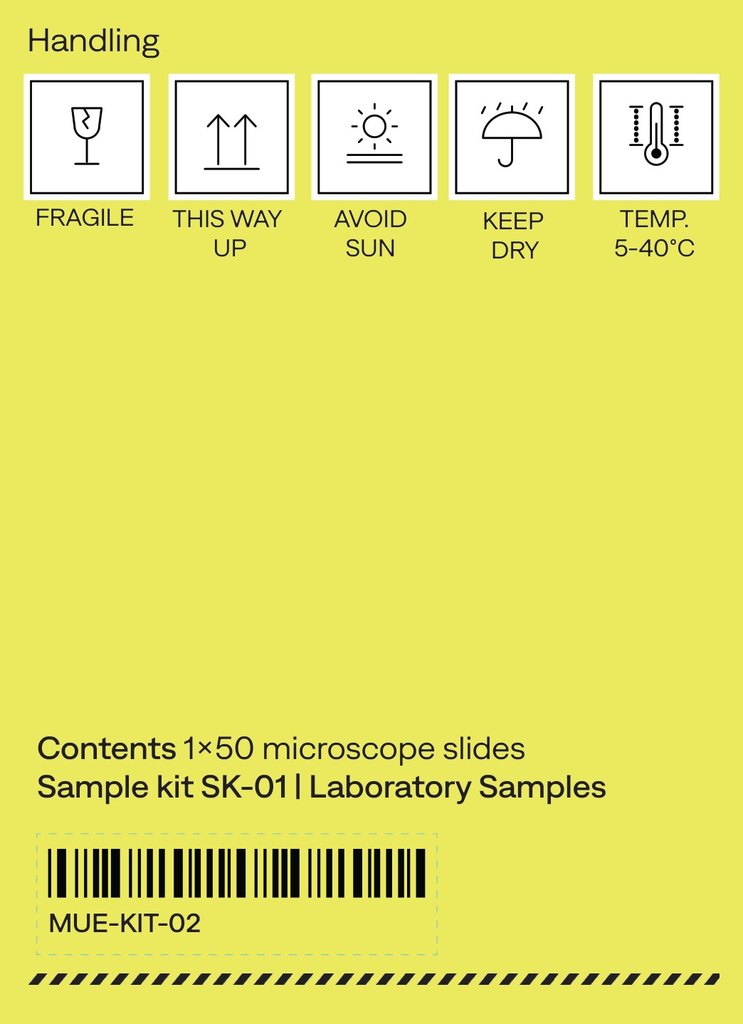 Handling
FRAGILE
THIS WAY
UP
AVOID
SUN
KEEP
DRY
TEMP.
5-40°C
Contents 1×50 microscope slides
Sample kit SK-01 | Laboratory Samples
MUE-KIT-02